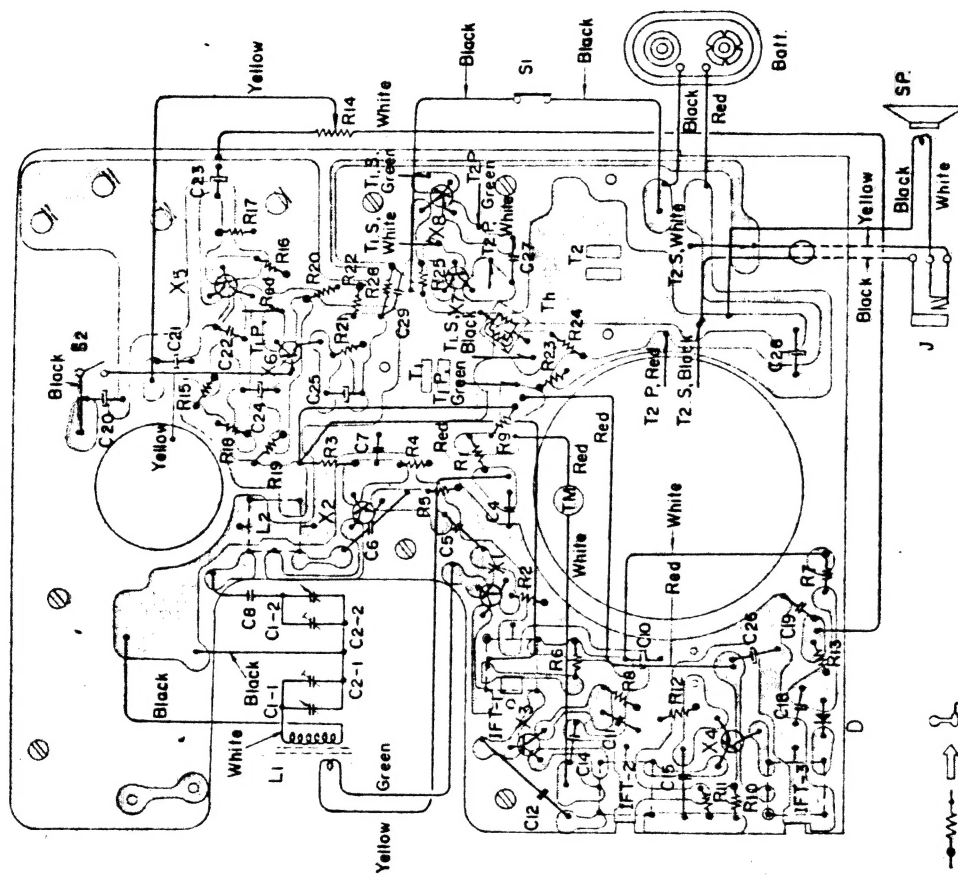 Yellow
Black
White
L1
Green
Yellow
C1-1
Black
C2-1
C8
C1-2
C2-2
L2
X2
Yellow
C20
Black
S2
C21
X5
R15
C22
R18
C24
R19
X6
T1 P. Red
R16
R17
C23
R20
R22
R21
C25
R28
C29
R3
C7
R4
C6
R5
Red
R1
C5
C4
R9
X1
R2
IFT-1
X3
C12
C14
R6
C11
R8
IFT-2
C15
R12
C10
R11
R10
X4
IFT-3
C18
R13
C19
C26
R7
D
White
TM
Red
Red
Red
White
T1
T1 P. Green
T1 S. Black
T1 S. White
T1 S. Green
X7
X8
R25
T2 P. White
T2 P. Green
C27
Th
R23
R24
T2
T2 P. Red
T2 S. Black
T2 S. White
C28
Yellow
R14
White
Black
S1
Black
Batt.
Black
Red
SP.
Black
White
Yellow
Black
J